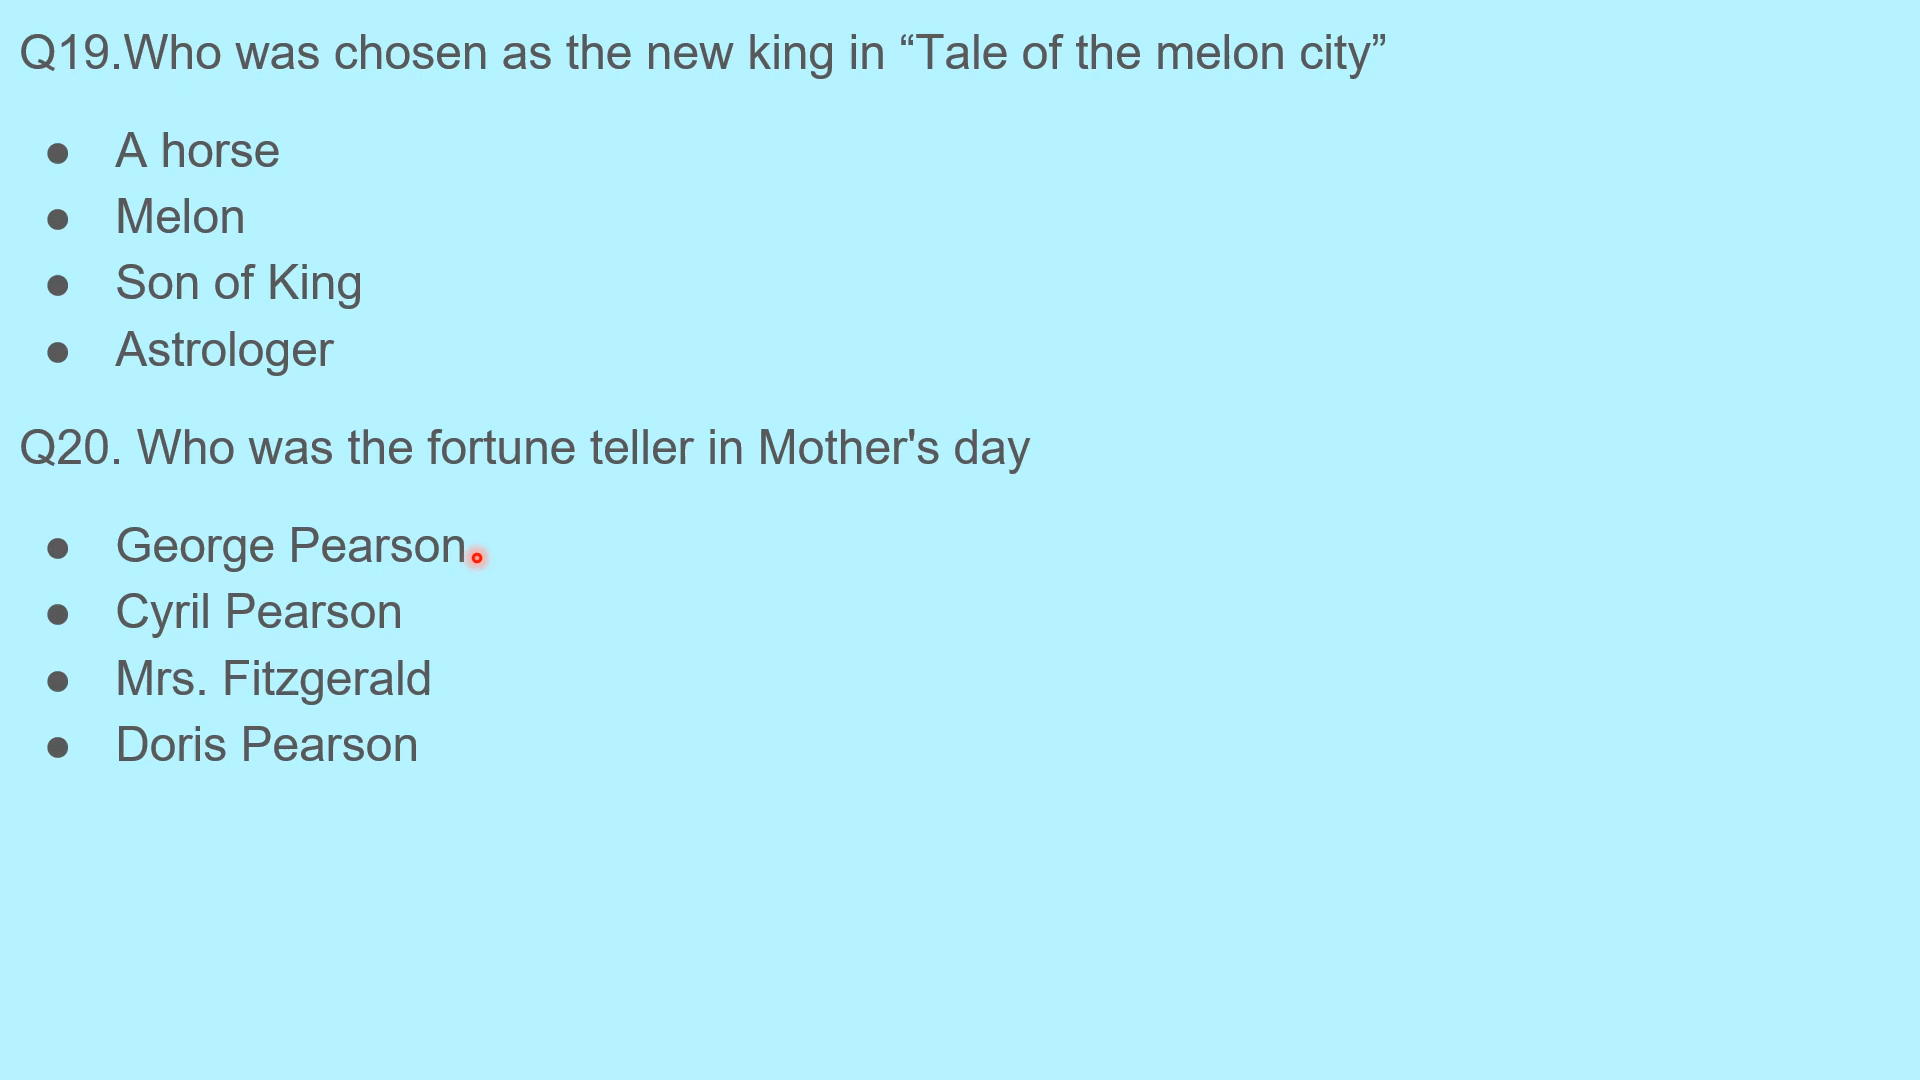 Q19.Who was chosen as the new king in “Tale of the melon city”
● A horse
● Melon
● Son of King
● Astrologer
Q20. Who was the fortune teller in Mother's day
● George Pearson
● Cyril Pearson
● Mrs. Fitzgerald
● Doris Pearson